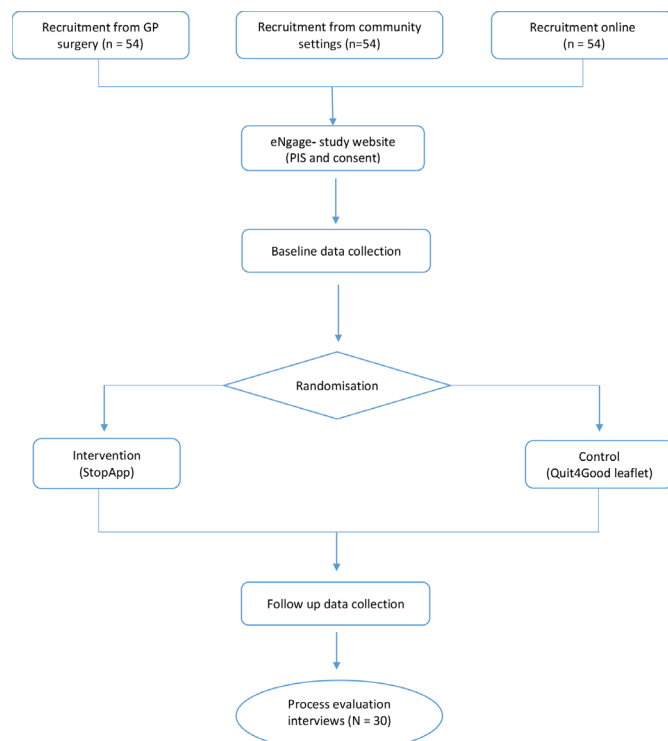 Recruitment from GP
surgery (n = 54)
Recruitment from community
settings (n=54)
Recruitment online
(n = 54)
eNgage- study website
(PIS and consent)
Baseline data collection
Randomisation
Intervention
(StopApp)
Control
(Quit4Good leaflet)
Follow up data collection
Process evaluation
interviews (N = 30)